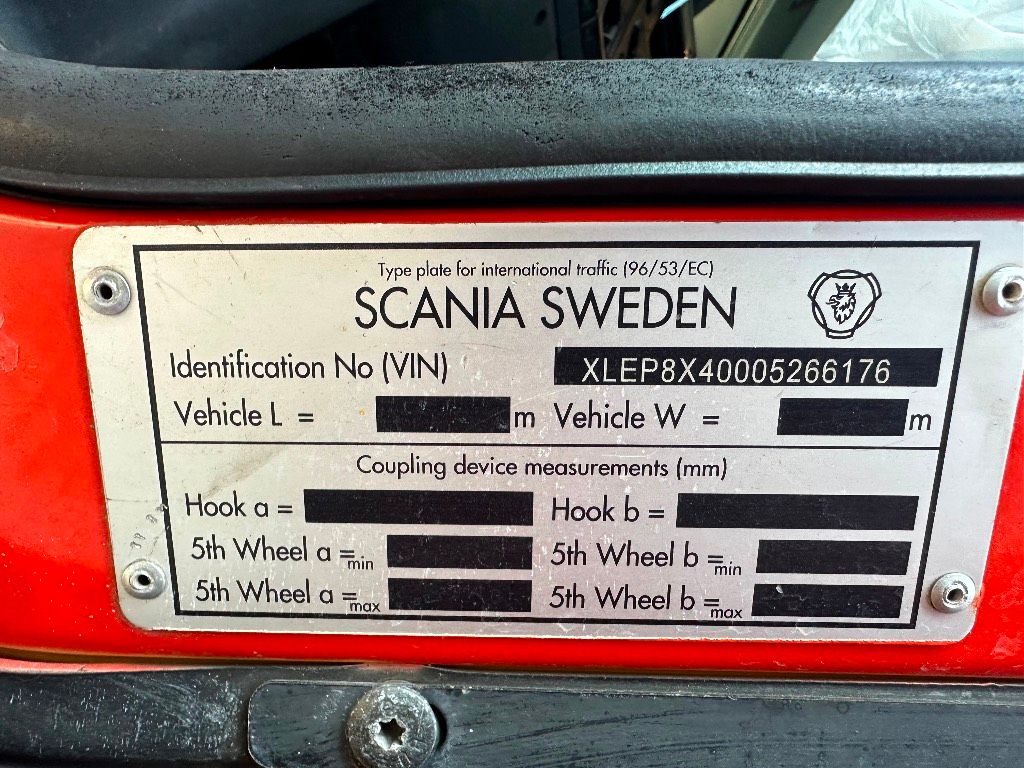 Type plate for international traffic (96/53/EC)
SCANIA SWEDEN
Identification No (VIN) XLEP8X40005266176
Vehicle L = m Vehicle W = m
Coupling device measurements (mm)
Hook a = Hook b =
5th Wheel a =min 5th Wheel b =min
5th Wheel a =max 5th Wheel b =max